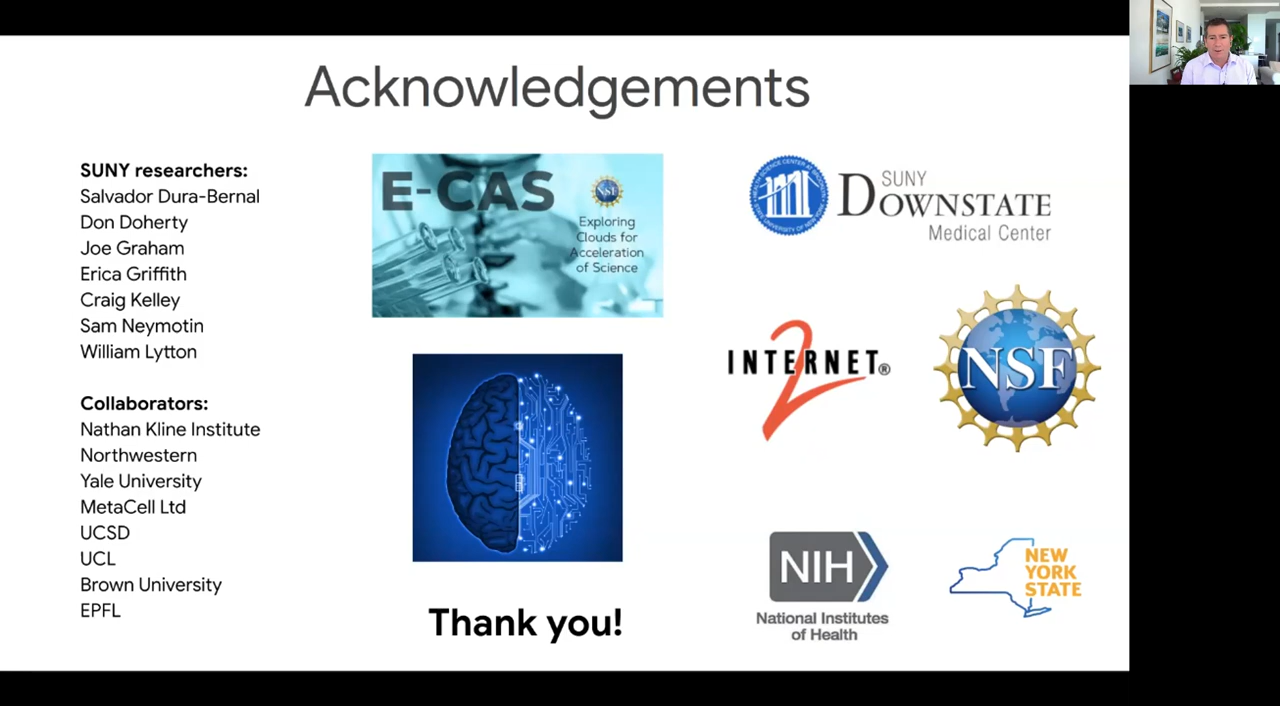 Acknowledgements
SUNY researchers:
Salvador Dura-Bernal
Don Doherty
Joe Graham
Erica Griffith
Craig Kelley
Sam Neymotin
William Lytton
Collaborators:
Nathan Kline Institute
Northwestern
Yale University
MetaCell Ltd
UCSD
UCL
Brown University
EPFL
E-CAS
NSF
Exploring
Clouds for
Acceleration
of Science
Thank you!
SUNY
DOWNSTATE
Medical Center
INTERNET®
2
NSF
NIH
National Institutes
of Health
NEW
YORK
STATE